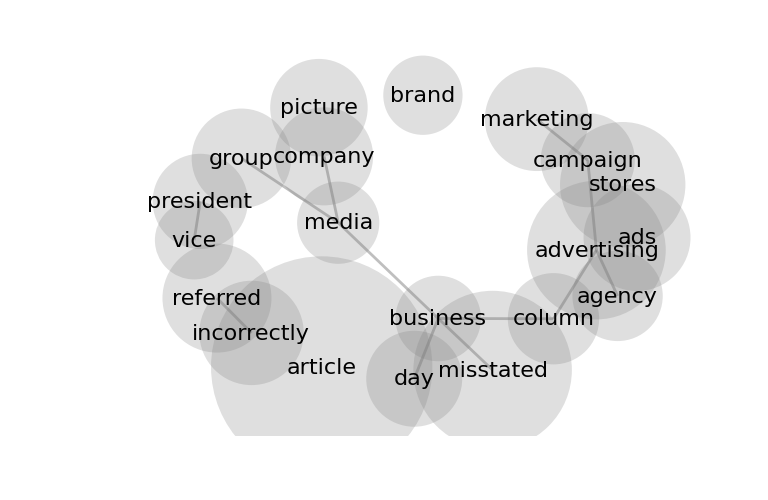 brand
picture
marketing
group
company
campaign
stores
president
media
vice
ads
advertising
referred
agency
incorrectly
business
column
article
day
misstated